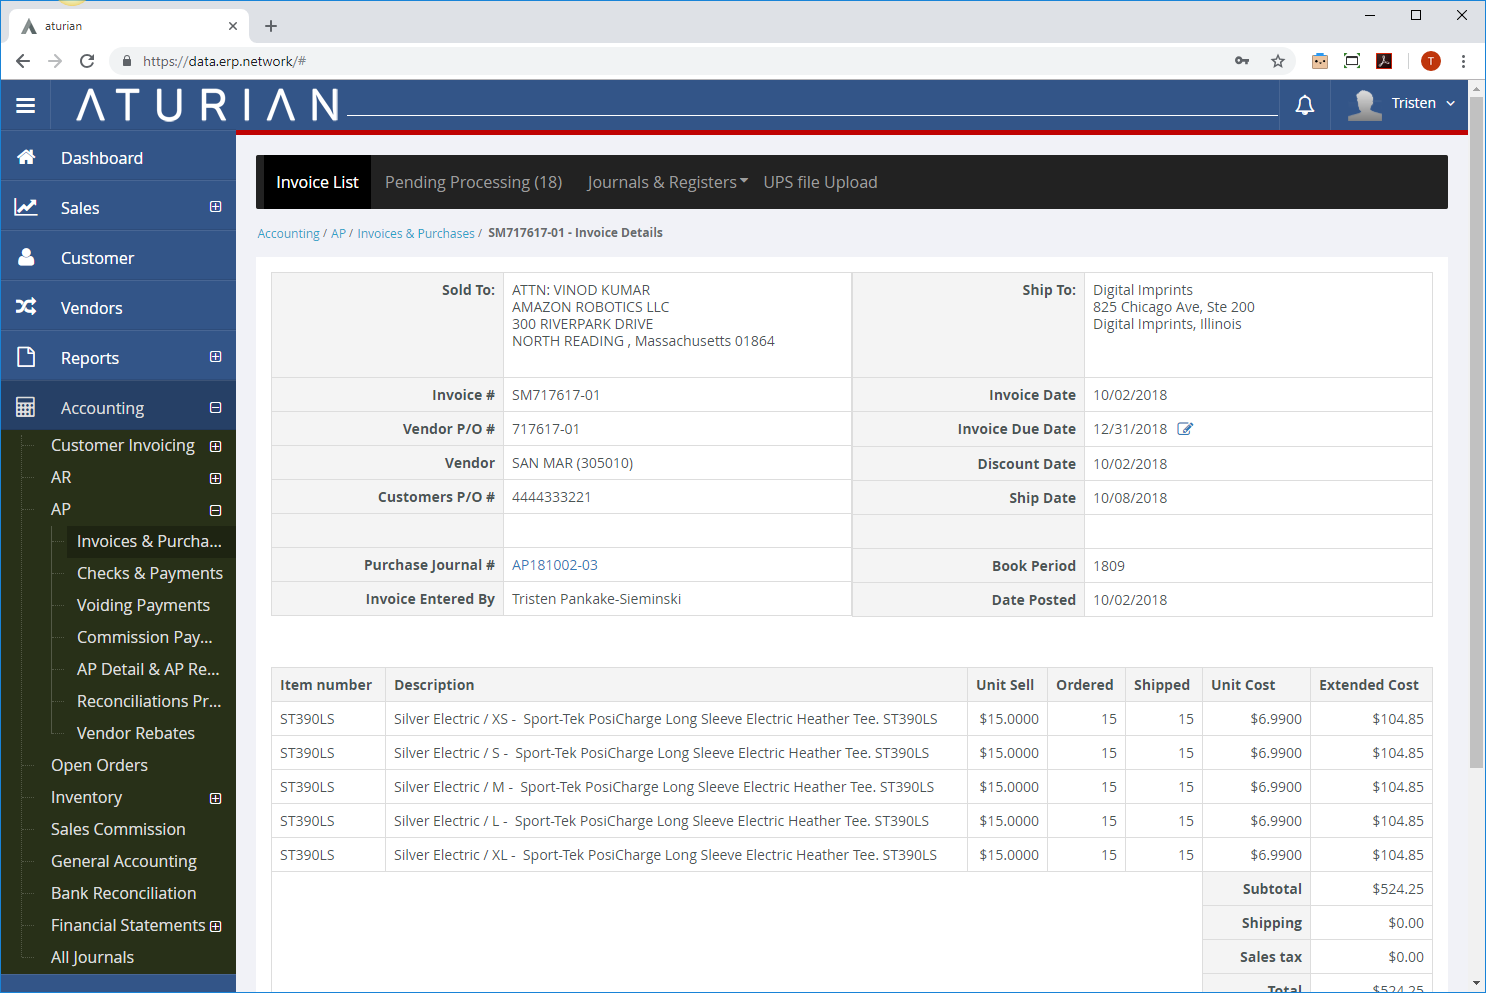 aturian
https://data.erp.network/#
T
ATURIAN
Tristen
Dashboard
Sales
Customer
Vendors
Reports
Accounting
Customer Invoicing
AR
AP
Invoices & Purcha...
Checks & Payments
Voiding Payments
Commission Pay...
AP Detail & AP Re...
Reconciliations Pr...
Vendor Rebates
Open Orders
Inventory
Sales Commission
General Accounting
Bank Reconciliation
Financial Statements
All Journals
Invoice List Pending Processing (18) Journals & Registers UPS file Upload
Accounting / AP / Invoices & Purchases / SM717617-01 - Invoice Details
Sold To: ATTN: VINOD KUMAR
AMAZON ROBOTICS LLC
300 RIVERPARK DRIVE
NORTH READING , Massachusetts 01864
Ship To: Digital Imprints
825 Chicago Ave, Ste 200
Digital Imprints, Illinois
Invoice # SM717617-01
Invoice Date 10/02/2018
Vendor P/O # 717617-01
Invoice Due Date 12/31/2018
Vendor SAN MAR (305010)
Discount Date 10/02/2018
Customers P/O # 4444333221
Ship Date 10/08/2018
Purchase Journal # AP181002-03
Book Period 1809
Invoice Entered By Tristen Pankake-Sieminski
Date Posted 10/02/2018
Item number Description Unit Sell Ordered Shipped Unit Cost Extended Cost
ST390LS Silver Electric / XS - Sport-Tek PosiCharge Long Sleeve Electric Heather Tee. ST390LS $15.0000 15 15 $6.9900 $104.85
ST390LS Silver Electric / S - Sport-Tek PosiCharge Long Sleeve Electric Heather Tee. ST390LS $15.0000 15 15 $6.9900 $104.85
ST390LS Silver Electric / M - Sport-Tek PosiCharge Long Sleeve Electric Heather Tee. ST390LS $15.0000 15 15 $6.9900 $104.85
ST390LS Silver Electric / L - Sport-Tek PosiCharge Long Sleeve Electric Heather Tee. ST390LS $15.0000 15 15 $6.9900 $104.85
ST390LS Silver Electric / XL - Sport-Tek PosiCharge Long Sleeve Electric Heather Tee. ST390LS $15.0000 15 15 $6.9900 $104.85
Subtotal $524.25
Shipping $0.00
Sales tax $0.00
Total $524.25